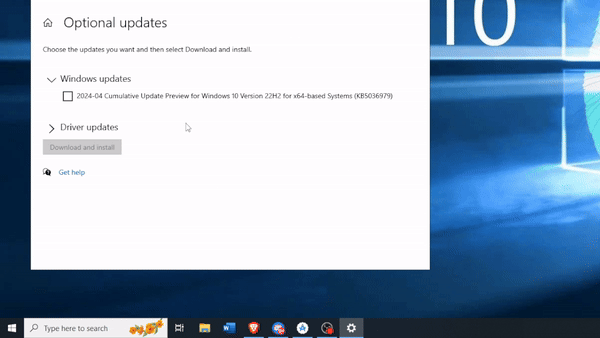 Optional updates
10
Choose the updates you want and then select Download and install.
Windows updates
2024-04 Cumulative Update Preview for Windows 10 Version 22H2 for x64-based Systems (KB5036979)
Driver updates
Download and install
Get help
Type here to search